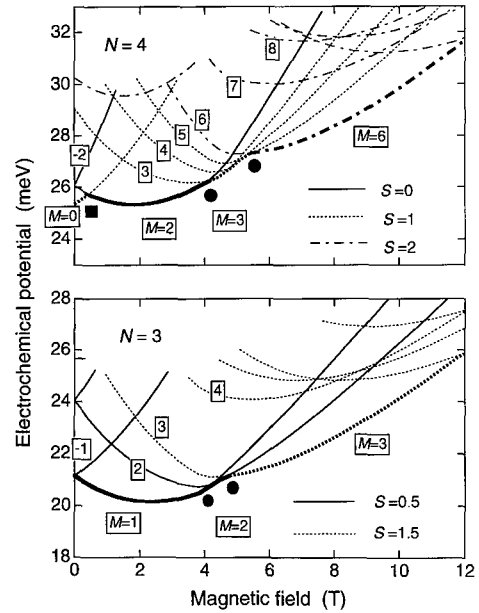 N=4
32
30
28
26
24
8
7
6
5
4
3
-2
M=0
M=2
M=3
M=6
S=0
S=1
S=2
Electrochemical potential (meV)
N=3
28
26
24
22
20
18
4
3
2
-1
M=1
M=2
M=3
S=0.5
S=1.5
0
2
4
6
8
10
12
Magnetic field (T)